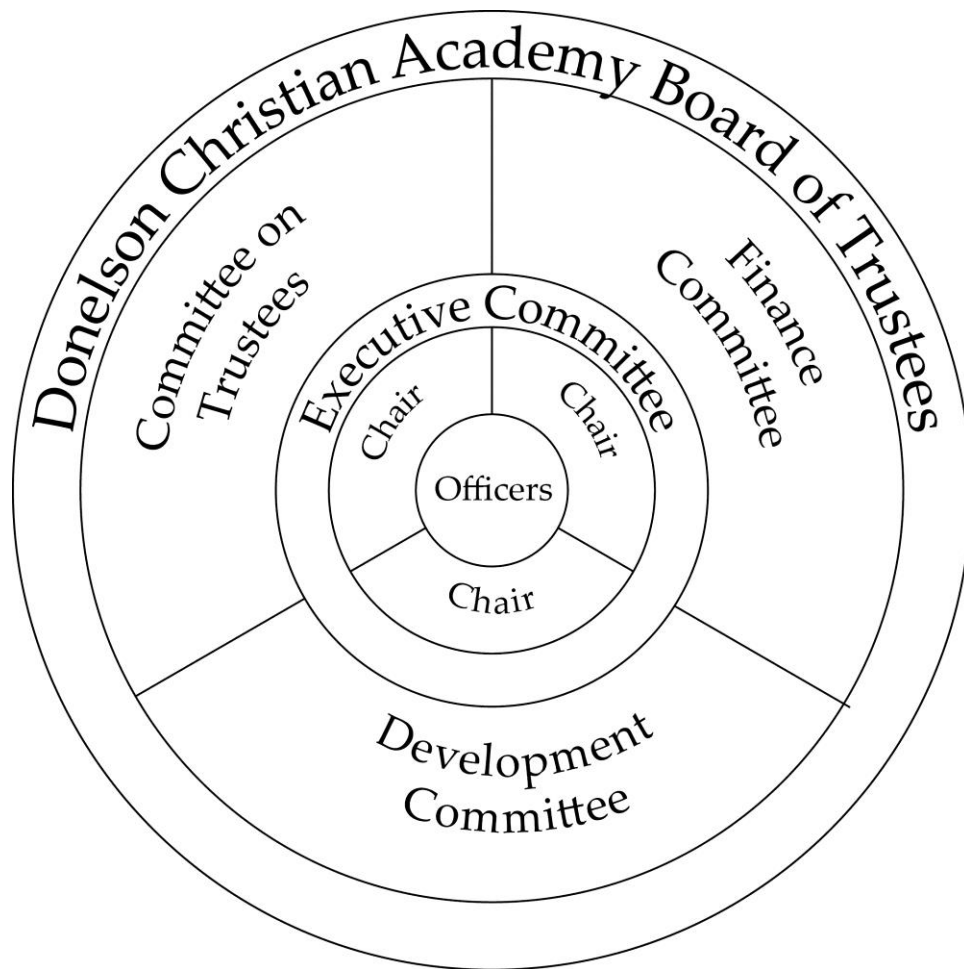 Donelson Christian Academy Board of Trustees
Committee on
Trustees
Finance
Committee
Executive Committee
Chair
Chair
Officers
Chair
Development
Committee